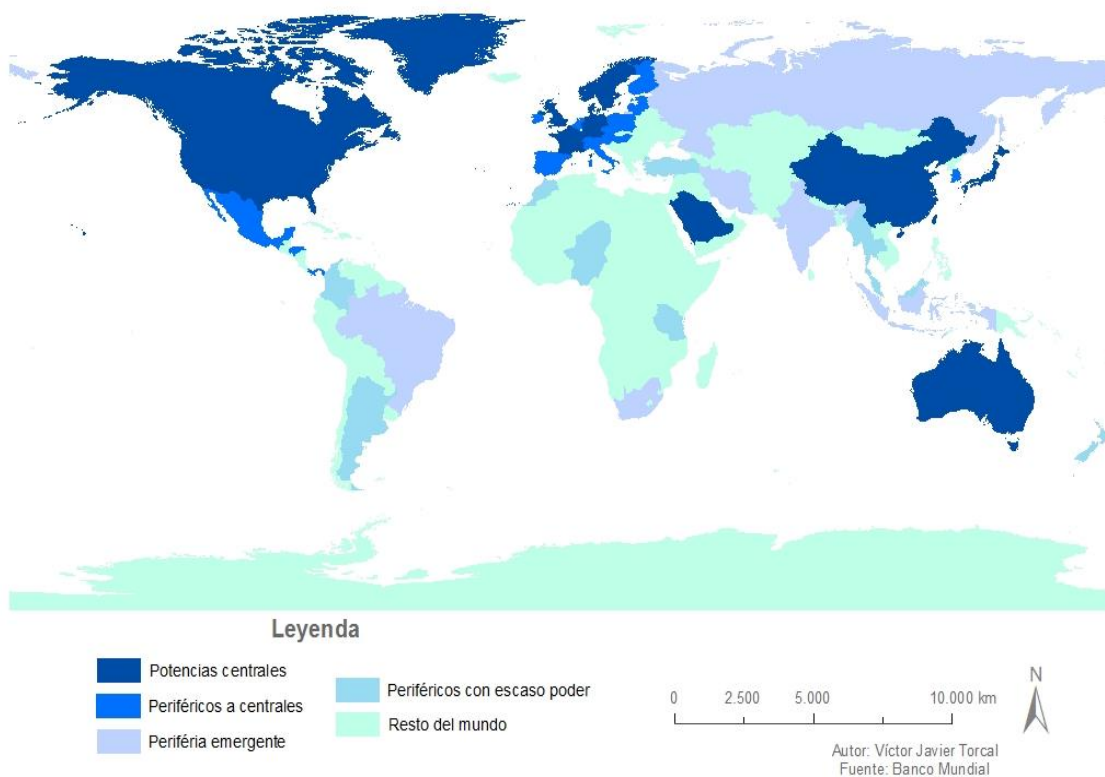 Leyenda
Potencias centrales
Periféricos a centrales
Periféria emergente
Periféricos con escaso poder
Resto del mundo
0 2.500 5.000 10.000 km
N
Autor: Víctor Javier Torcal
Fuente: Banco Mundial